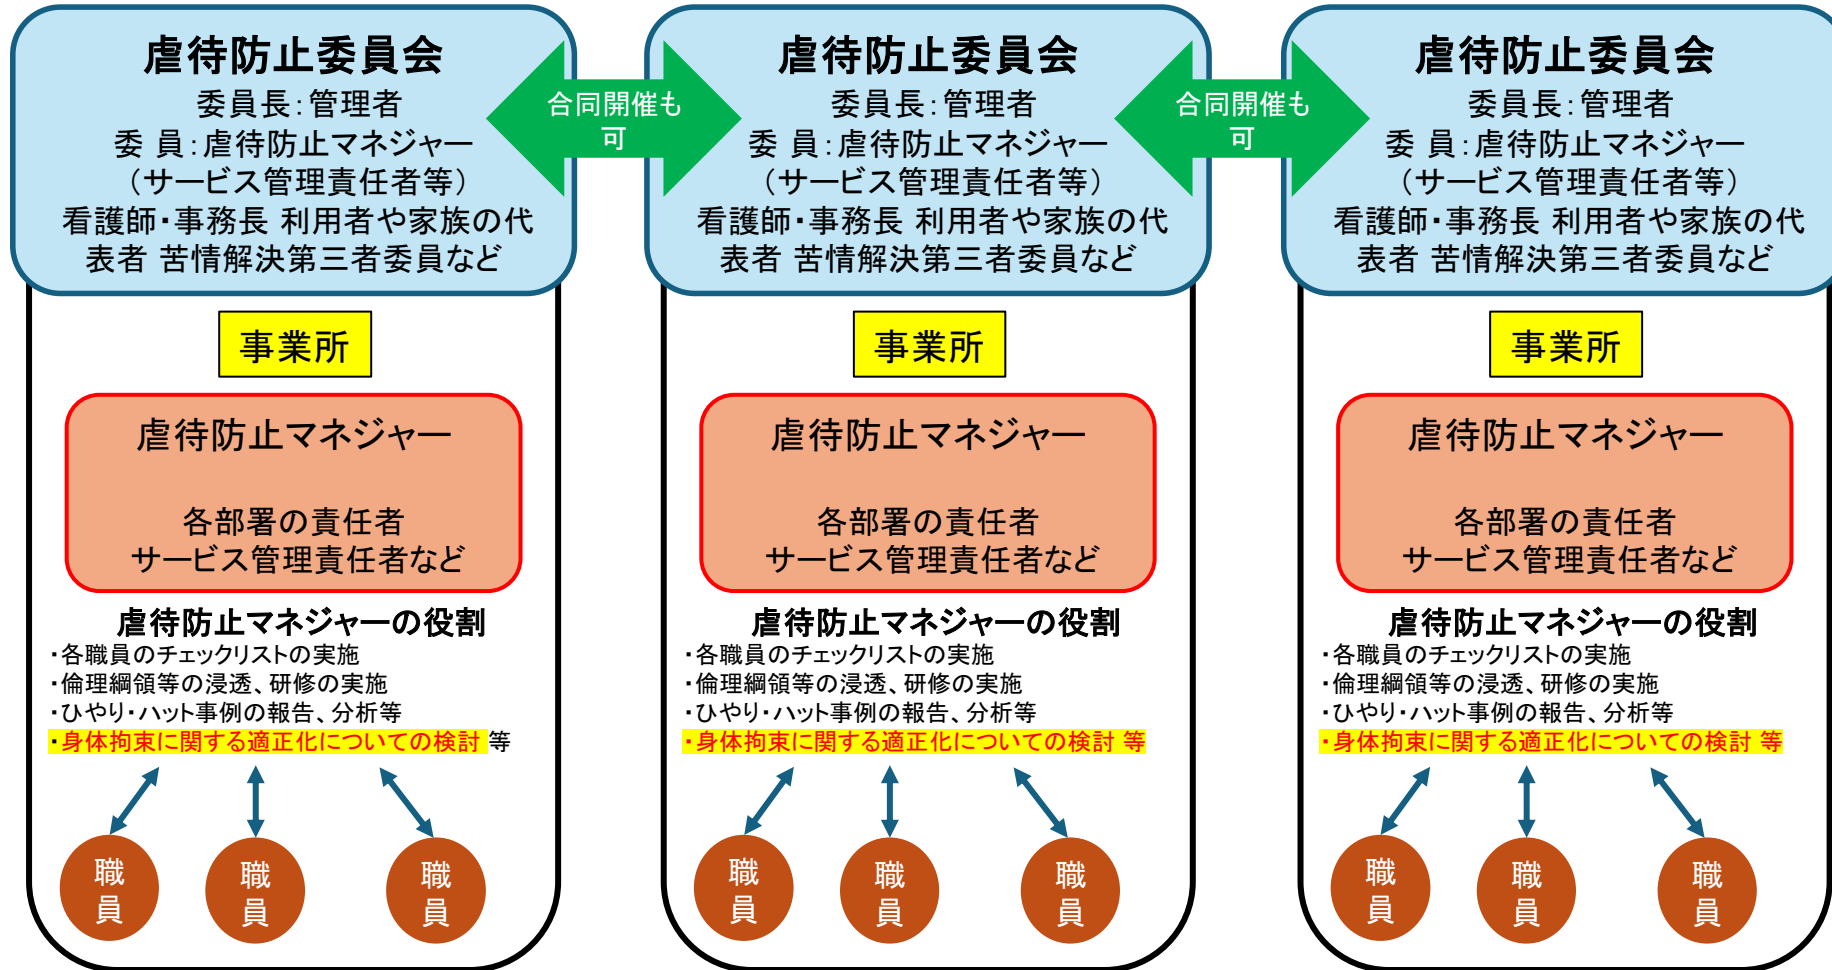 虐待防止委員会
委員長：管理者
委 員：虐待防止マネジャー
（サービス管理責任者等）
看護師・事務長 利用者や家族の代
表者 苦情解決第三者委員など
合同開催も
可
虐待防止委員会
委員長：管理者
委 員：虐待防止マネジャー
（サービス管理責任者等）
看護師・事務長 利用者や家族の代
表者 苦情解決第三者委員など
合同開催も
可
虐待防止委員会
委員長：管理者
委 員：虐待防止マネジャー
（サービス管理責任者等）
看護師・事務長 利用者や家族の代
表者 苦情解決第三者委員など
事業所
虐待防止マネジャー
各部署の責任者
サービス管理責任者など
虐待防止マネジャーの役割
・各職員のチェックリストの実施
・倫理綱領等の浸透、研修の実施
・ひやり・ハット事例の報告、分析等
・身体拘束に関する適正化についての検討 等
職
員
職
員
職
員
事業所
虐待防止マネジャー
各部署の責任者
サービス管理責任者など
虐待防止マネジャーの役割
・各職員のチェックリストの実施
・倫理綱領等の浸透、研修の実施
・ひやり・ハット事例の報告、分析等
・身体拘束に関する適正化についての検討 等
職
員
職
員
職
員
事業所
虐待防止マネジャー
各部署の責任者
サービス管理責任者など
虐待防止マネジャーの役割
・各職員のチェックリストの実施
・倫理綱領等の浸透、研修の実施
・ひやり・ハット事例の報告、分析等
・身体拘束に関する適正化についての検討 等
職
員
職
員
職
員